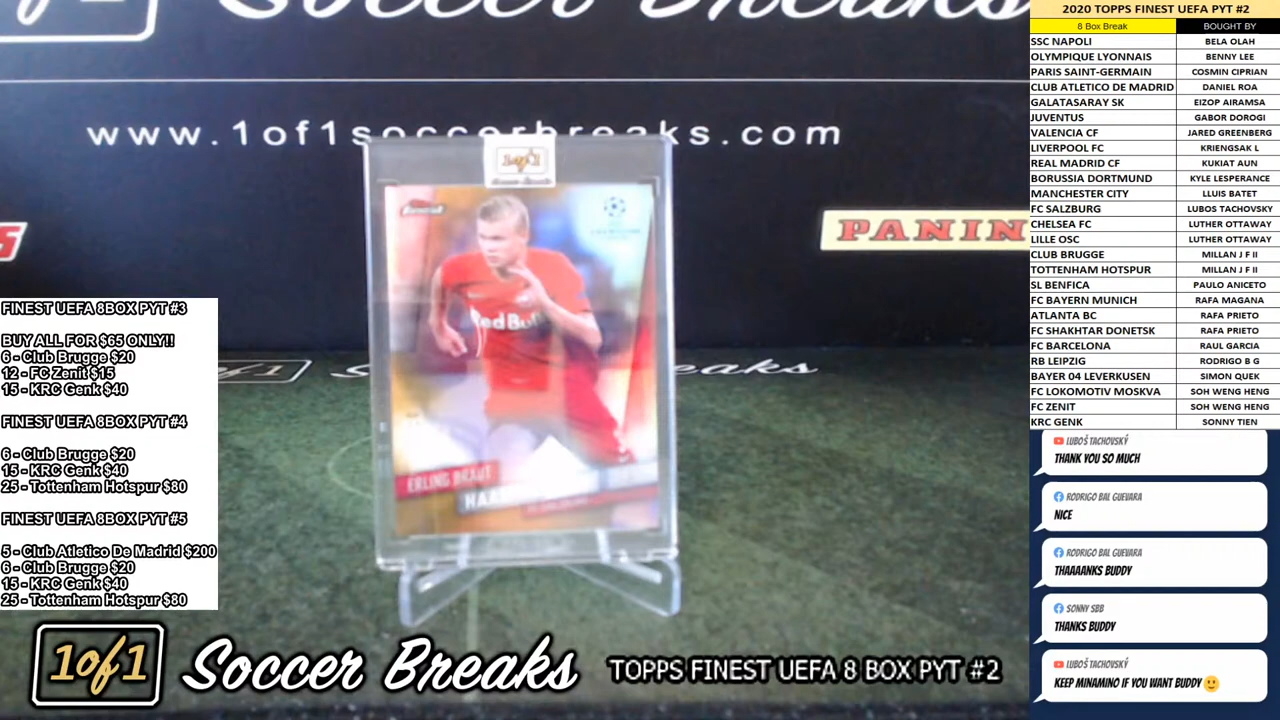 Soccer Breaks
www.1of1soccerbreaks.com
1of1
PANINI
Red Bull
ERLING BRAUT
1of1
Soccer Breaks
FINEST UEFA 8BOX PYT #3
BUY ALL FOR $65 ONLY!!
6 - Club Brugge $20
12 - FC Zenit $15
15 - KRC Genk $40
FINEST UEFA 8BOX PYT #4
6 - Club Brugge $20
15 - KRC Genk $40
25 - Tottenham Hotspur $80
FINEST UEFA 8BOX PYT #5
5 - Club Atletico De Madrid $200
6 - Club Brugge $20
15 - KRC Genk $40
25 - Tottenham Hotspur $80
1of1 Soccer Breaks TOPPS FINEST UEFA 8 BOX PYT #2
2020 TOPPS FINEST UEFA PYT #2
8 Box Break BOUGHT BY
SSC NAPOLI BELA OLAH
OLYMPIQUE LYONNAIS BENNY LEE
PARIS SAINT-GERMAIN COSMIN CIPRIAN
CLUB ATLETICO DE MADRID DANIEL ROA
GALATASARAY SK EIZOP AIRAMSA
JUVENTUS GABOR DOROGI
VALENCIA CF JARED GREENBERG
LIVERPOOL FC KRIENGSAK L
REAL MADRID CF KUKIAT AUN
BORUSSIA DORTMUND KYLE LESPERANCE
MANCHESTER CITY LLUIS BATET
FC SALZBURG LUBOS TACHOVSKY
CHELSEA FC LUTHER OTTAWAY
LILLE OSC LUTHER OTTAWAY
CLUB BRUGGE MILLAN J F II
TOTTENHAM HOTSPUR MILLAN J F II
SL BENFICA PAULO ANICETO
FC BAYERN MUNICH RAFA MAGANA
ATLANTA BC RAFA PRIETO
FC SHAKHTAR DONETSK RAFA PRIETO
FC BARCELONA RAUL GARCIA
RB LEIPZIG RODRIGO B G
BAYER 04 LEVERKUSEN SIMON QUEK
FC LOKOMOTIV MOSKVA SOH WENG HENG
FC ZENIT SOH WENG HENG
KRC GENK SONNY TIEN
LUBOŠ TACHOVSKÝ
THANK YOU SO MUCH
RODRIGO BAL GUEVARA
NICE
RODRIGO BAL GUEVARA
THAAAANKS BUDDY
SONNY SBB
THANKS BUDDY
LUBOŠ TACHOVSKÝ
KEEP MINAMINO IF YOU WANT BUDDY 🙂